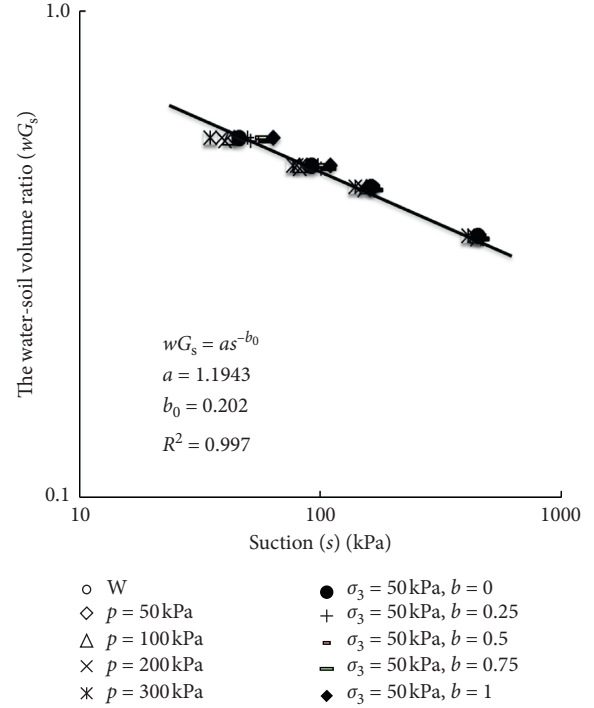 1.0
The water-soil volume ratio (wGₛ)
wGₛ = as^–b₀
a = 1.1943
b₀ = 0.202
R² = 0.997
0.1
10 100 1000
Suction (s) (kPa)
W
p = 50 kPa
p = 100 kPa
p = 200 kPa
p = 300 kPa
σ₃ = 50 kPa, b = 0
σ₃ = 50 kPa, b = 0.25
σ₃ = 50 kPa, b = 0.5
σ₃ = 50 kPa, b = 0.75
σ₃ = 50 kPa, b = 1